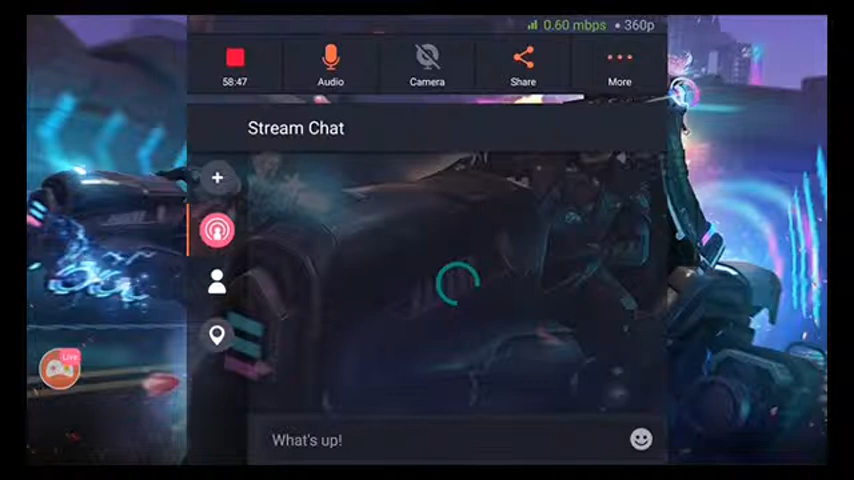 0.60 mbps • 360p
58:47
Audio
Camera
Share
More
Stream Chat
Live
What's up!